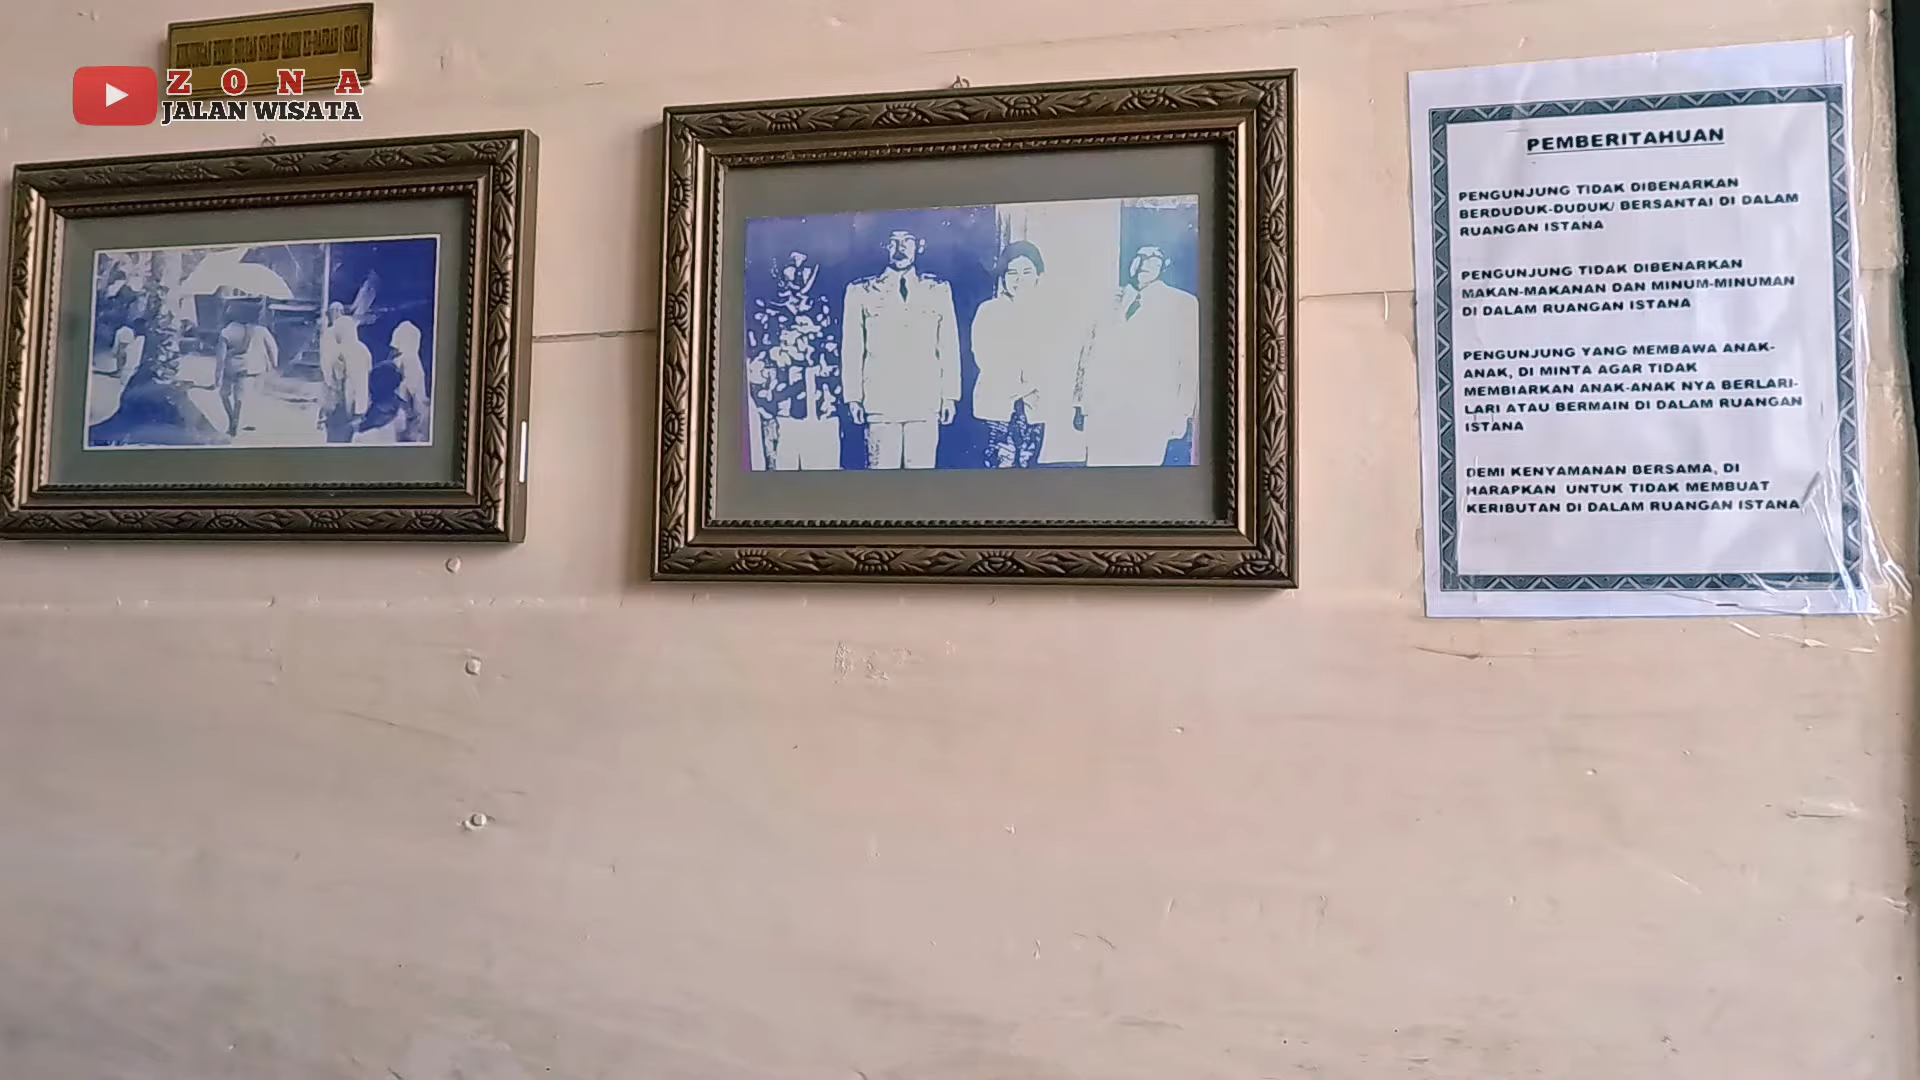 Z O N A
JALAN WISATA
PEMBERITAHUAN
PENGUNJUNG TIDAK DIBENARKAN
BERDUDUK-DUDUK/ BERSANTAI DI DALAM
RUANGAN ISTANA
PENGUNJUNG TIDAK DIBENARKAN
MAKAN-MAKANAN DAN MINUM-MINUMAN
DI DALAM RUANGAN ISTANA
PENGUNJUNG YANG MEMBAWA ANAK-
ANAK, DI MINTA AGAR TIDAK
MEMBIARKAN ANAK-ANAK NYA BERLARI-
LARI ATAU BERMAIN DI DALAM RUANGAN
ISTANA
DEMI KENYAMANAN BERSAMA, DI
HARAPKAN UNTUK TIDAK MEMBUAT
KERIBUTAN DI DALAM RUANGAN ISTANA